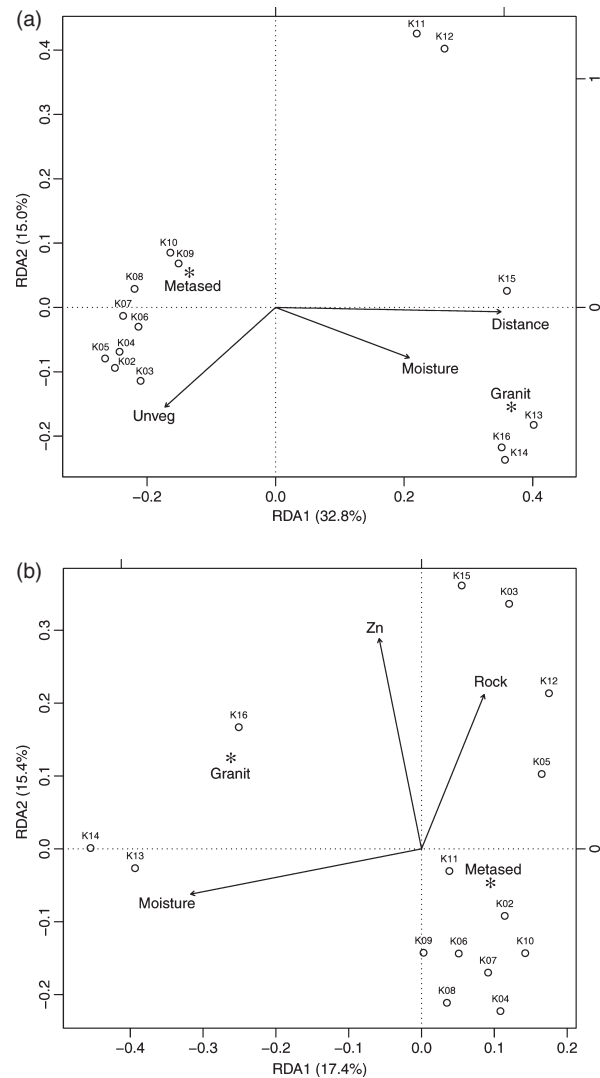 (a)
K11
K12
0.4
1
0.3
RDA2 (15.0%)
0.2
0.1
K10
K09
Metased
K08
K15
0.0
0
K07
K06
Distance
K05
K04
Moisture
-0.1
K02
K03
Granit
Unveg
K13
-0.2
K16
K14
-0.2 0.0 0.2 0.4
RDA1 (32.8%)
(b)
K15
K03
Zn
0.3
Rock
K12
0.2
K16
K05
Granit
0.1
RDA2 (15.4%)
K14
0.0
0
K13
K11
Metased
Moisture
K02
-0.1
K09 K06 K10
K07
-0.2
K08
K04
-0.4 -0.3 -0.2 -0.1 0.0 0.1 0.2
RDA1 (17.4%)